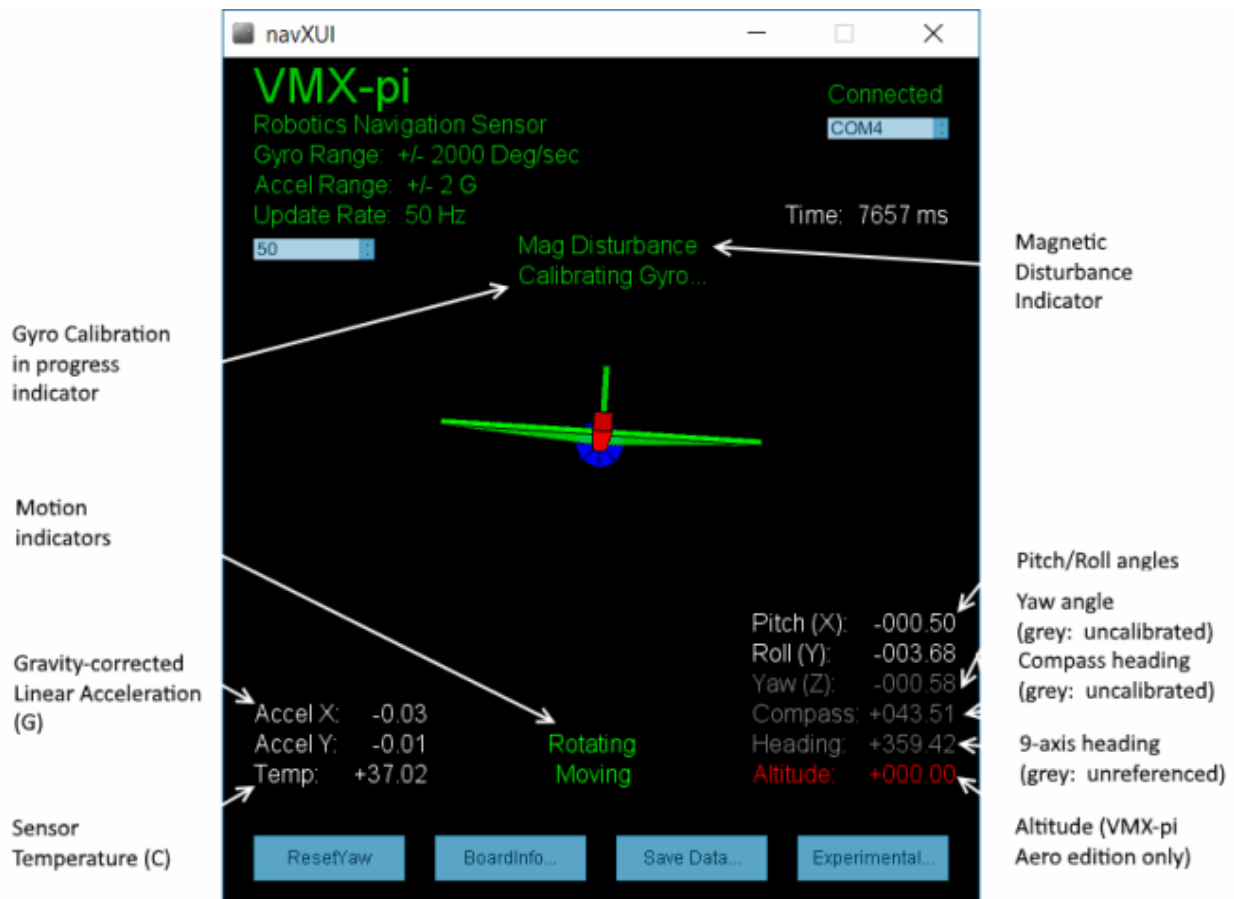 navXUI
VMX-pi
Connected
Robotics Navigation Sensor
COM4
Gyro Range: +/- 2000 Deg/sec
Accel Range: +/- 2 G
Update Rate: 50 Hz
Time: 7657 ms
50
Mag Disturbance
Calibrating Gyro...
Magnetic
Disturbance
Indicator
Gyro Calibration
in progress
indicator
Motion
indicators
Gravity-corrected
Linear Acceleration
(G)
Sensor
Temperature (C)
Accel X: -0.03
Accel Y: -0.01
Temp: +37.02
Rotating
Moving
Pitch (X): -000.50
Roll (Y): -003.68
Yaw (Z): -000.58
Compass: +043.51
Heading: +359.42
Altitude: +000.00
Pitch/Roll angles
Yaw angle
(grey: uncalibrated)
Compass heading
(grey: uncalibrated)
9-axis heading
(grey: unreferenced)
Altitude (VMX-pi
Aero edition only)
ResetYaw
BoardInfo...
Save Data...
Experimental...